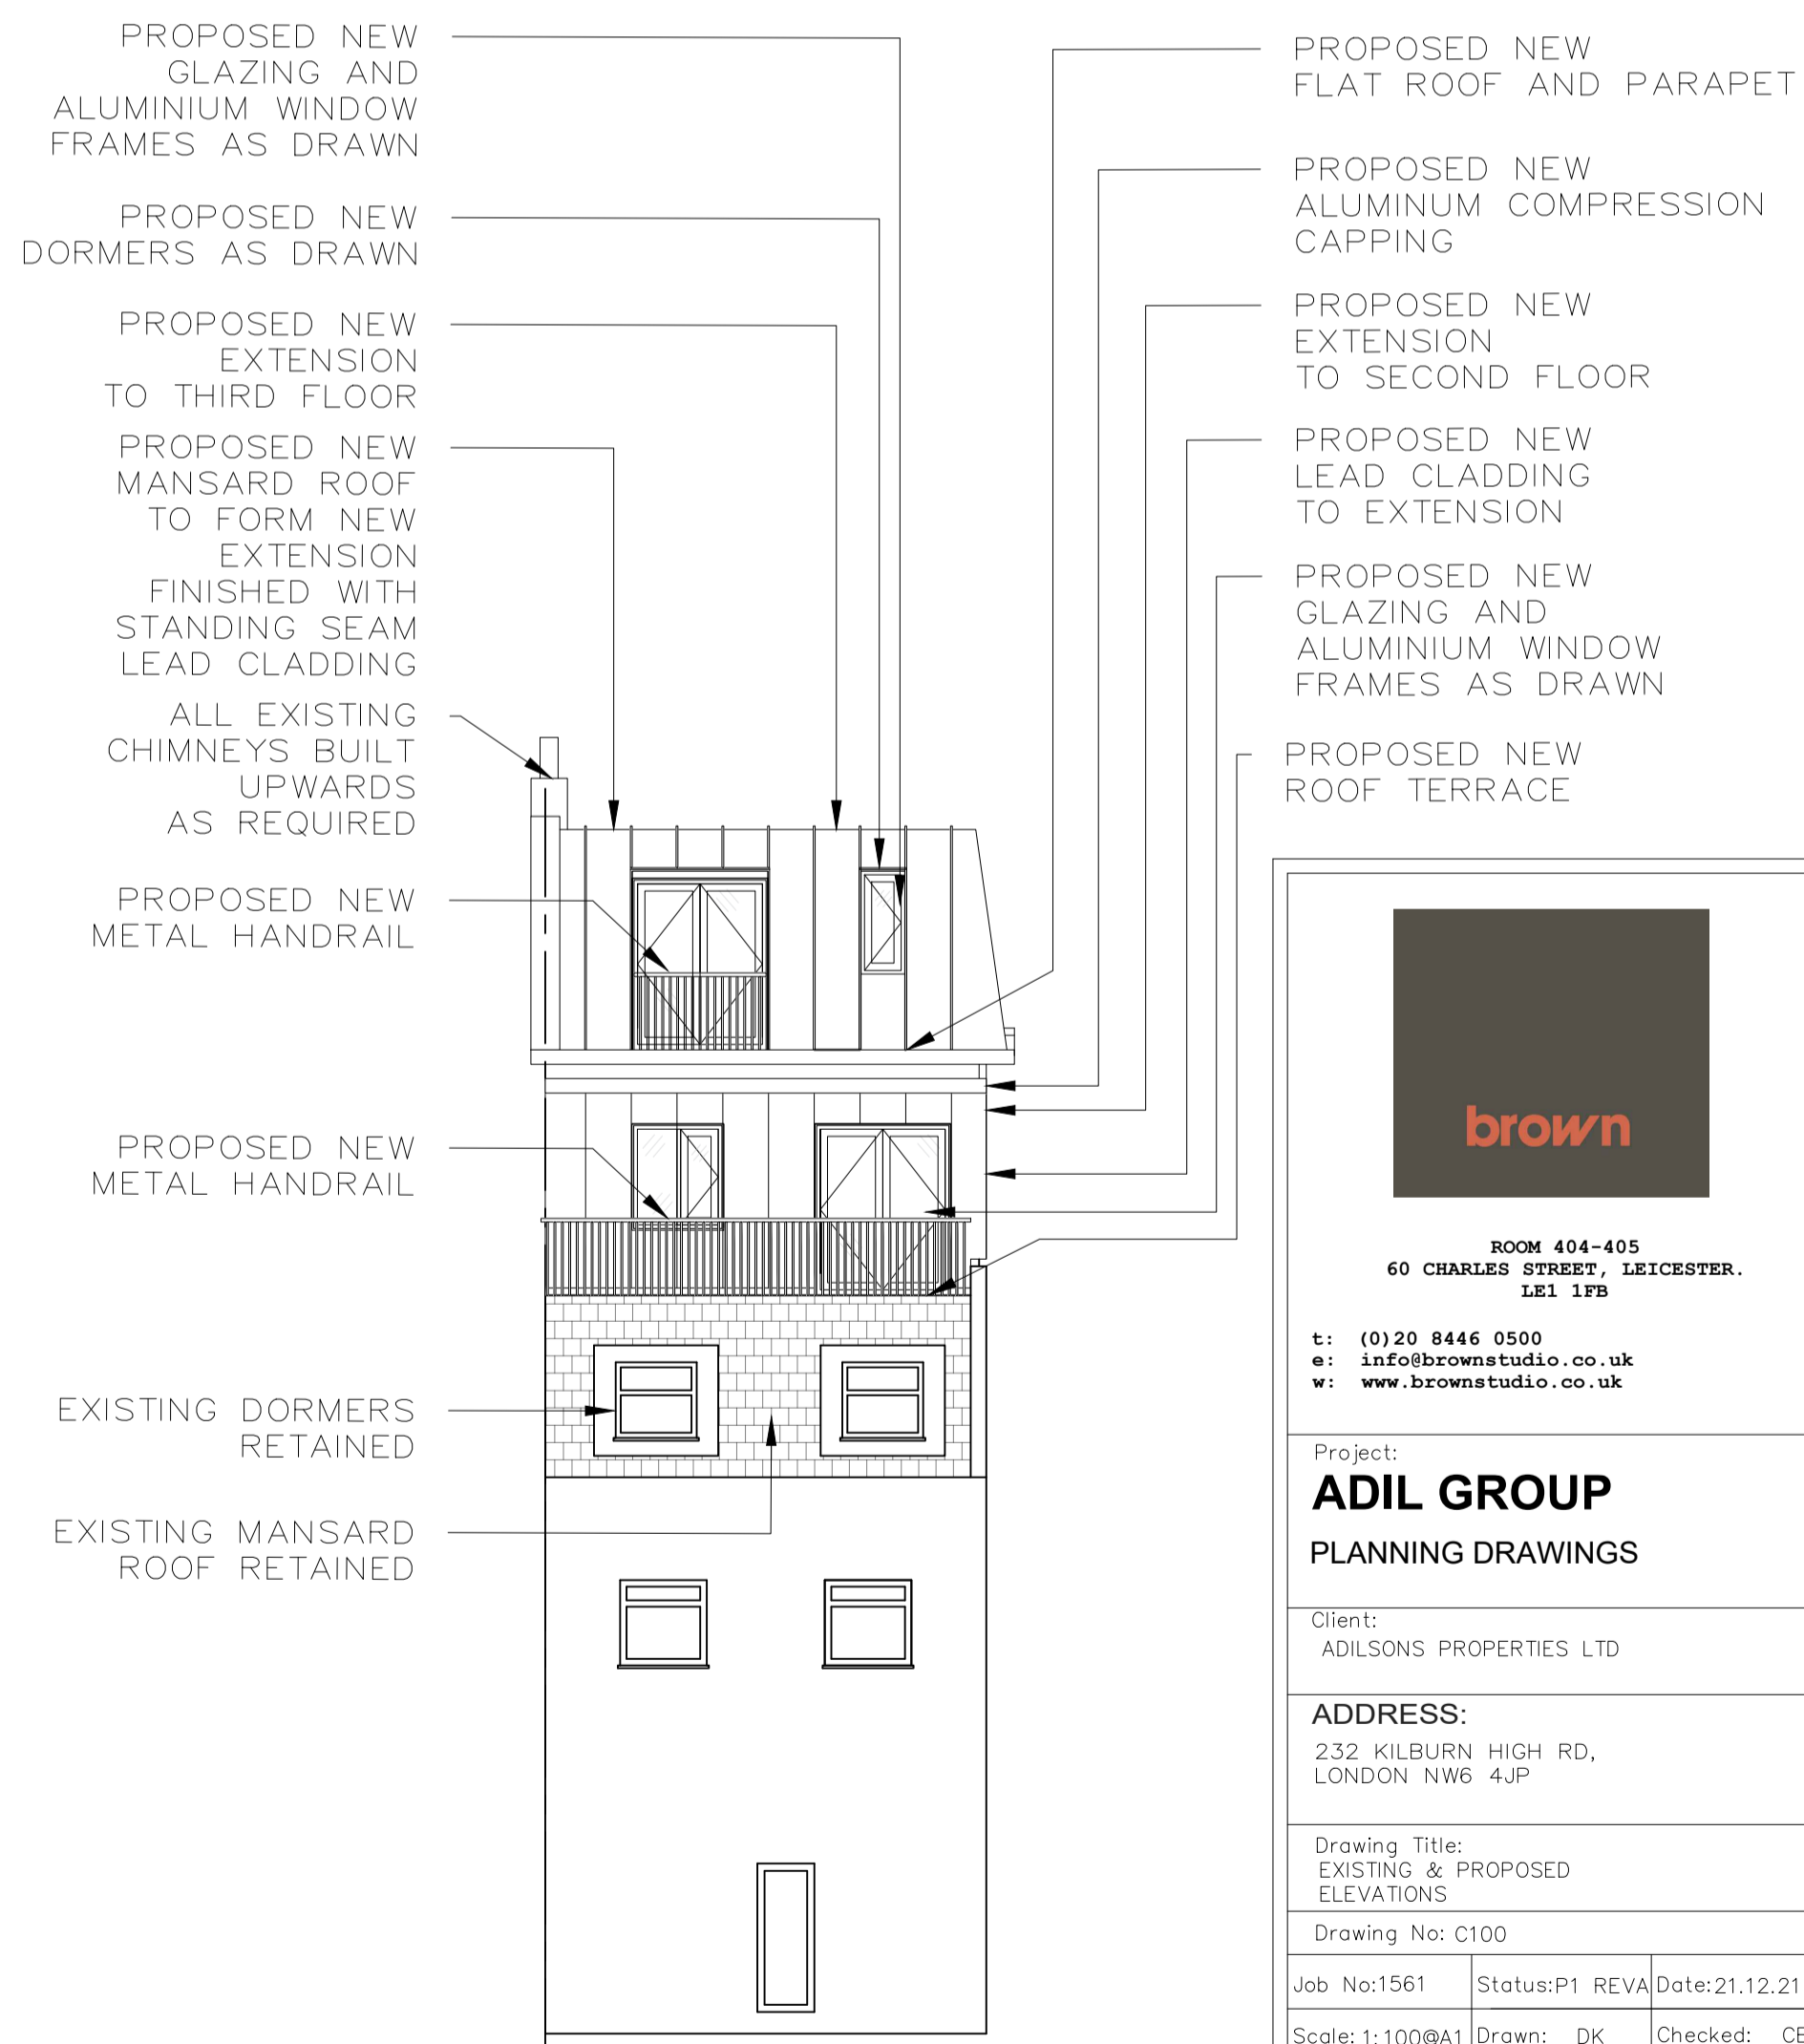 PROPOSED NEW
GLAZING AND
ALUMINIUM WINDOW
FRAMES AS DRAWN
PROPOSED NEW
DORMERS AS DRAWN
PROPOSED NEW
EXTENSION
TO THIRD FLOOR
PROPOSED NEW
MANSARD ROOF
TO FORM NEW
EXTENSION
FINISHED WITH
STANDING SEAM
LEAD CLADDING
ALL EXISTING
CHIMNEYS BUILT
UPWARDS
AS REQUIRED
PROPOSED NEW
METAL HANDRAIL
PROPOSED NEW
METAL HANDRAIL
EXISTING DORMERS
RETAINED
EXISTING MANSARD
ROOF RETAINED
PROPOSED NEW
FLAT ROOF AND PARAPET
PROPOSED NEW
ALUMINUM COMPRESSION
CAPPING
PROPOSED NEW
EXTENSION
TO SECOND FLOOR
PROPOSED NEW
LEAD CLADDING
TO EXTENSION
PROPOSED NEW
GLAZING AND
ALUMINIUM WINDOW
FRAMES AS DRAWN
PROPOSED NEW
ROOF TERRACE
brown
ROOM 404-405
60 CHARLES STREET, LEICESTER.
LE1 1FB
t: (0)20 8446 0500
e: info@brownstudio.co.uk
w: www.brownstudio.co.uk
Project:
ADIL GROUP
PLANNING DRAWINGS
Client:
ADILSONS PROPERTIES LTD
ADDRESS:
232 KILBURN HIGH RD,
LONDON NW6 4JP
Drawing Title:
EXISTING & PROPOSED
ELEVATIONS
Drawing No: C100
Job No:1561 Status:P1 REVA Date:21.12.21
Scale: 1:100@A1 Drawn: DK Checked: